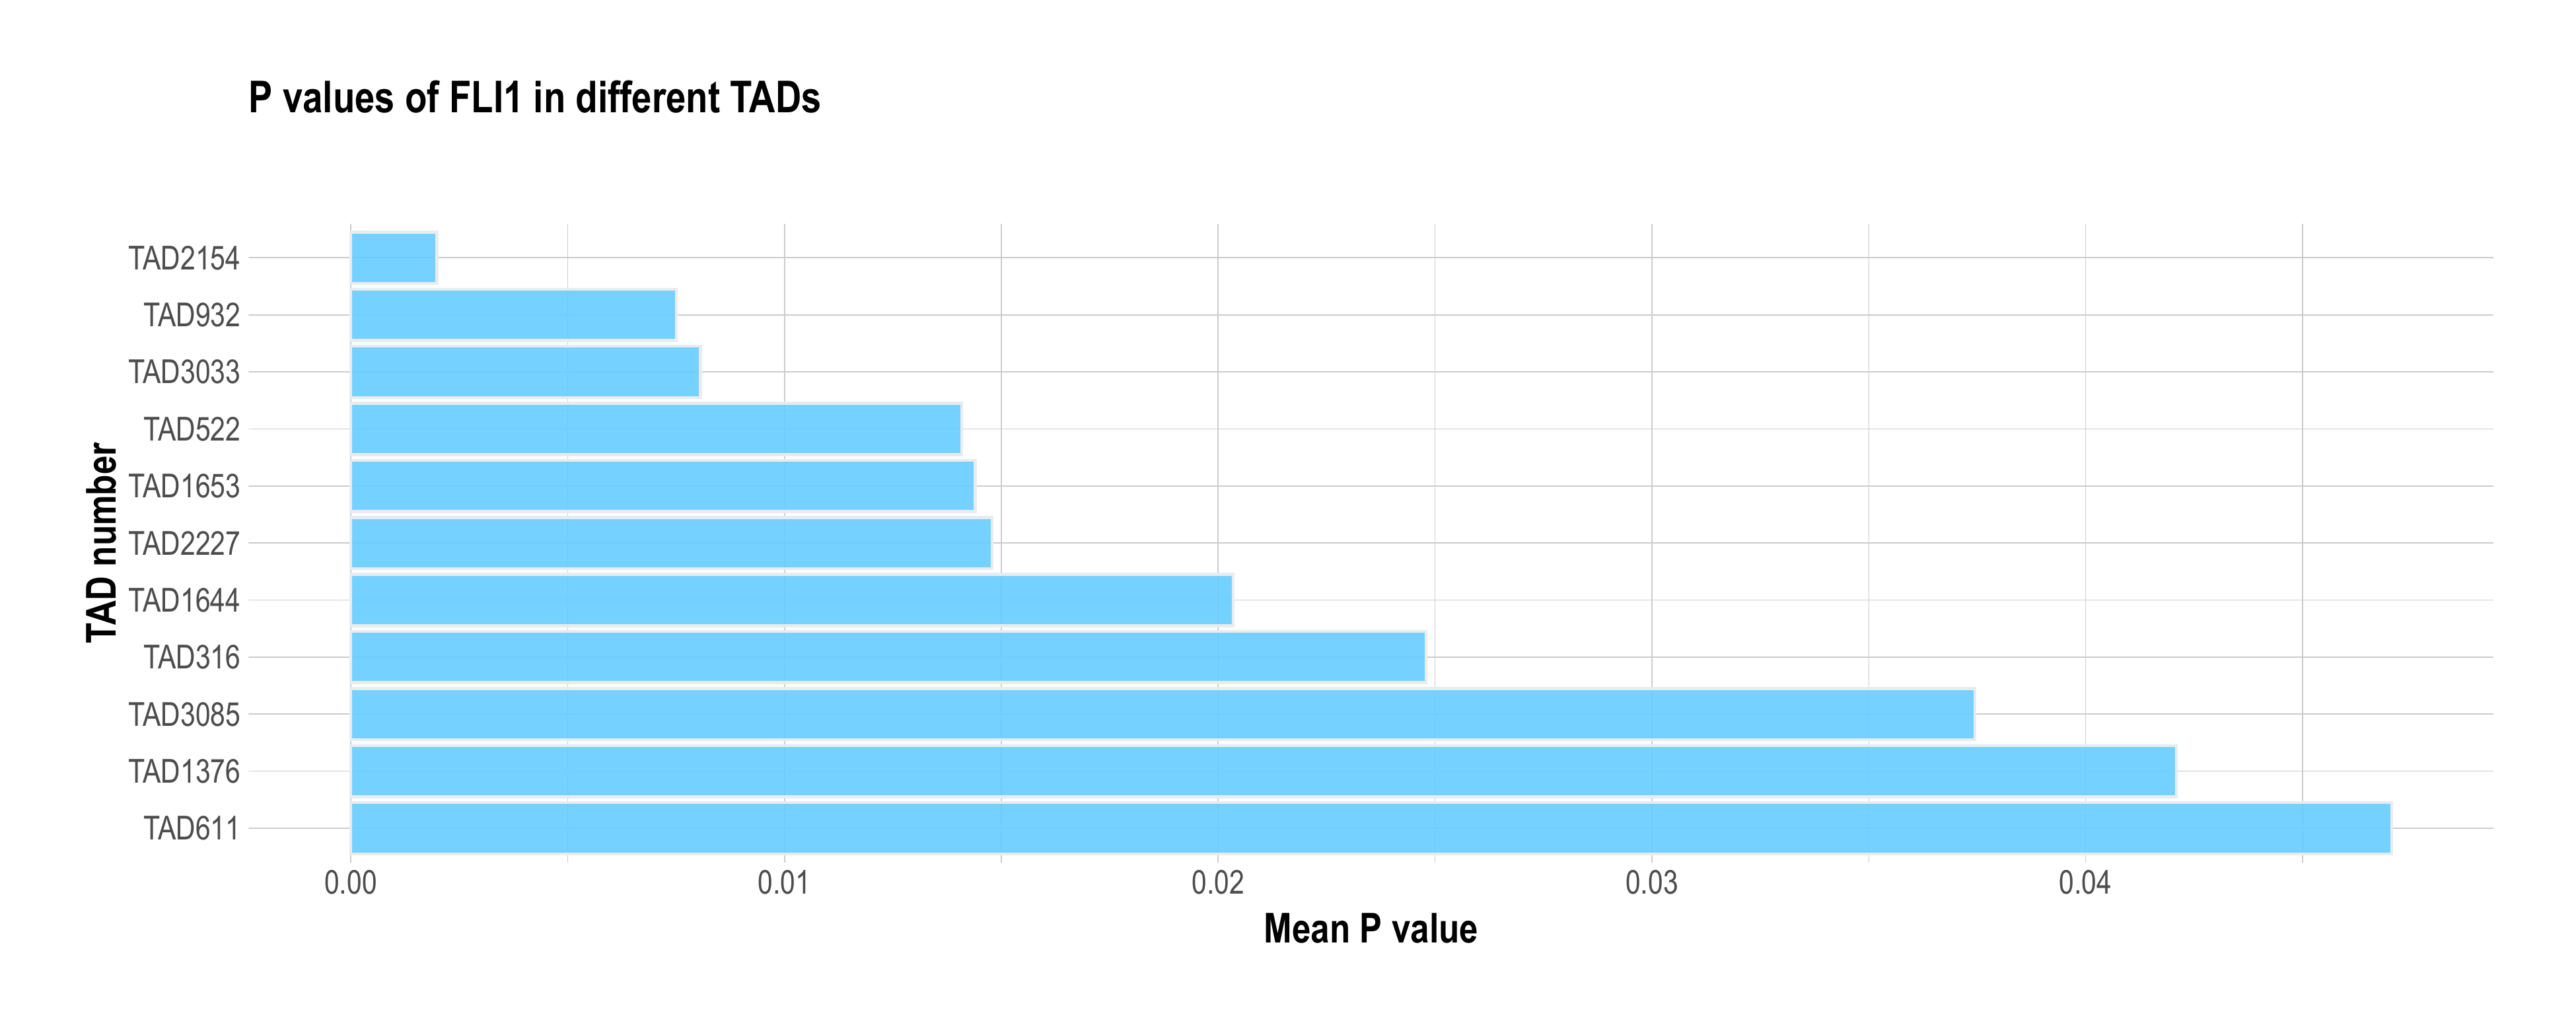 P values of FLI1 in different TADs
TAD number
TAD2154
TAD932
TAD3033
TAD522
TAD1653
TAD2227
TAD1644
TAD316
TAD3085
TAD1376
TAD611
0.00 0.01 0.02 0.03 0.04
Mean P value